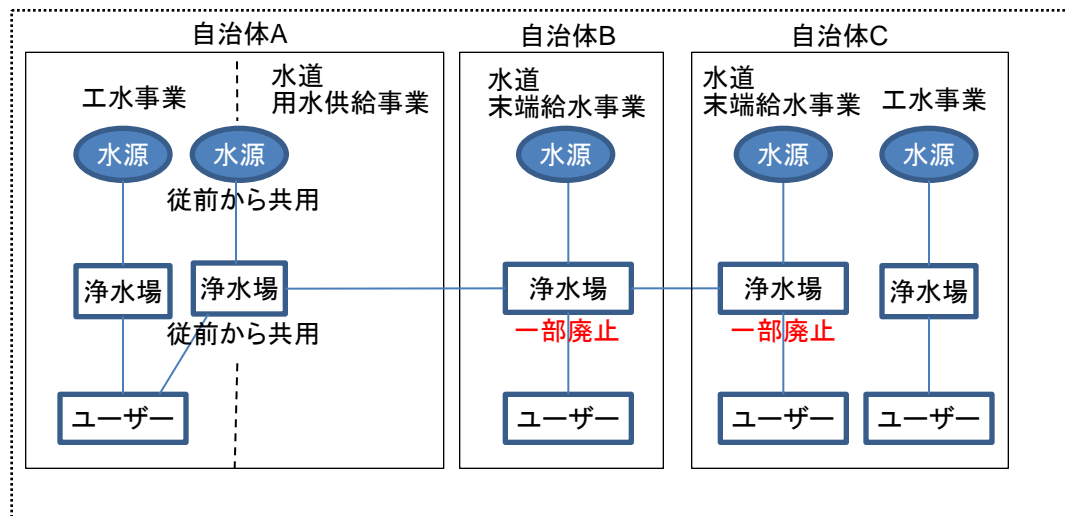 自治体A
工水事業
水道
用水供給事業
水源
水源
従前から共用
浄水場
浄水場
従前から共用
ユーザー
自治体B
水道
末端給水事業
水源
浄水場
一部廃止
ユーザー
自治体C
水道
末端給水事業
工水事業
水源
水源
浄水場
浄水場
一部廃止
ユーザー
ユーザー